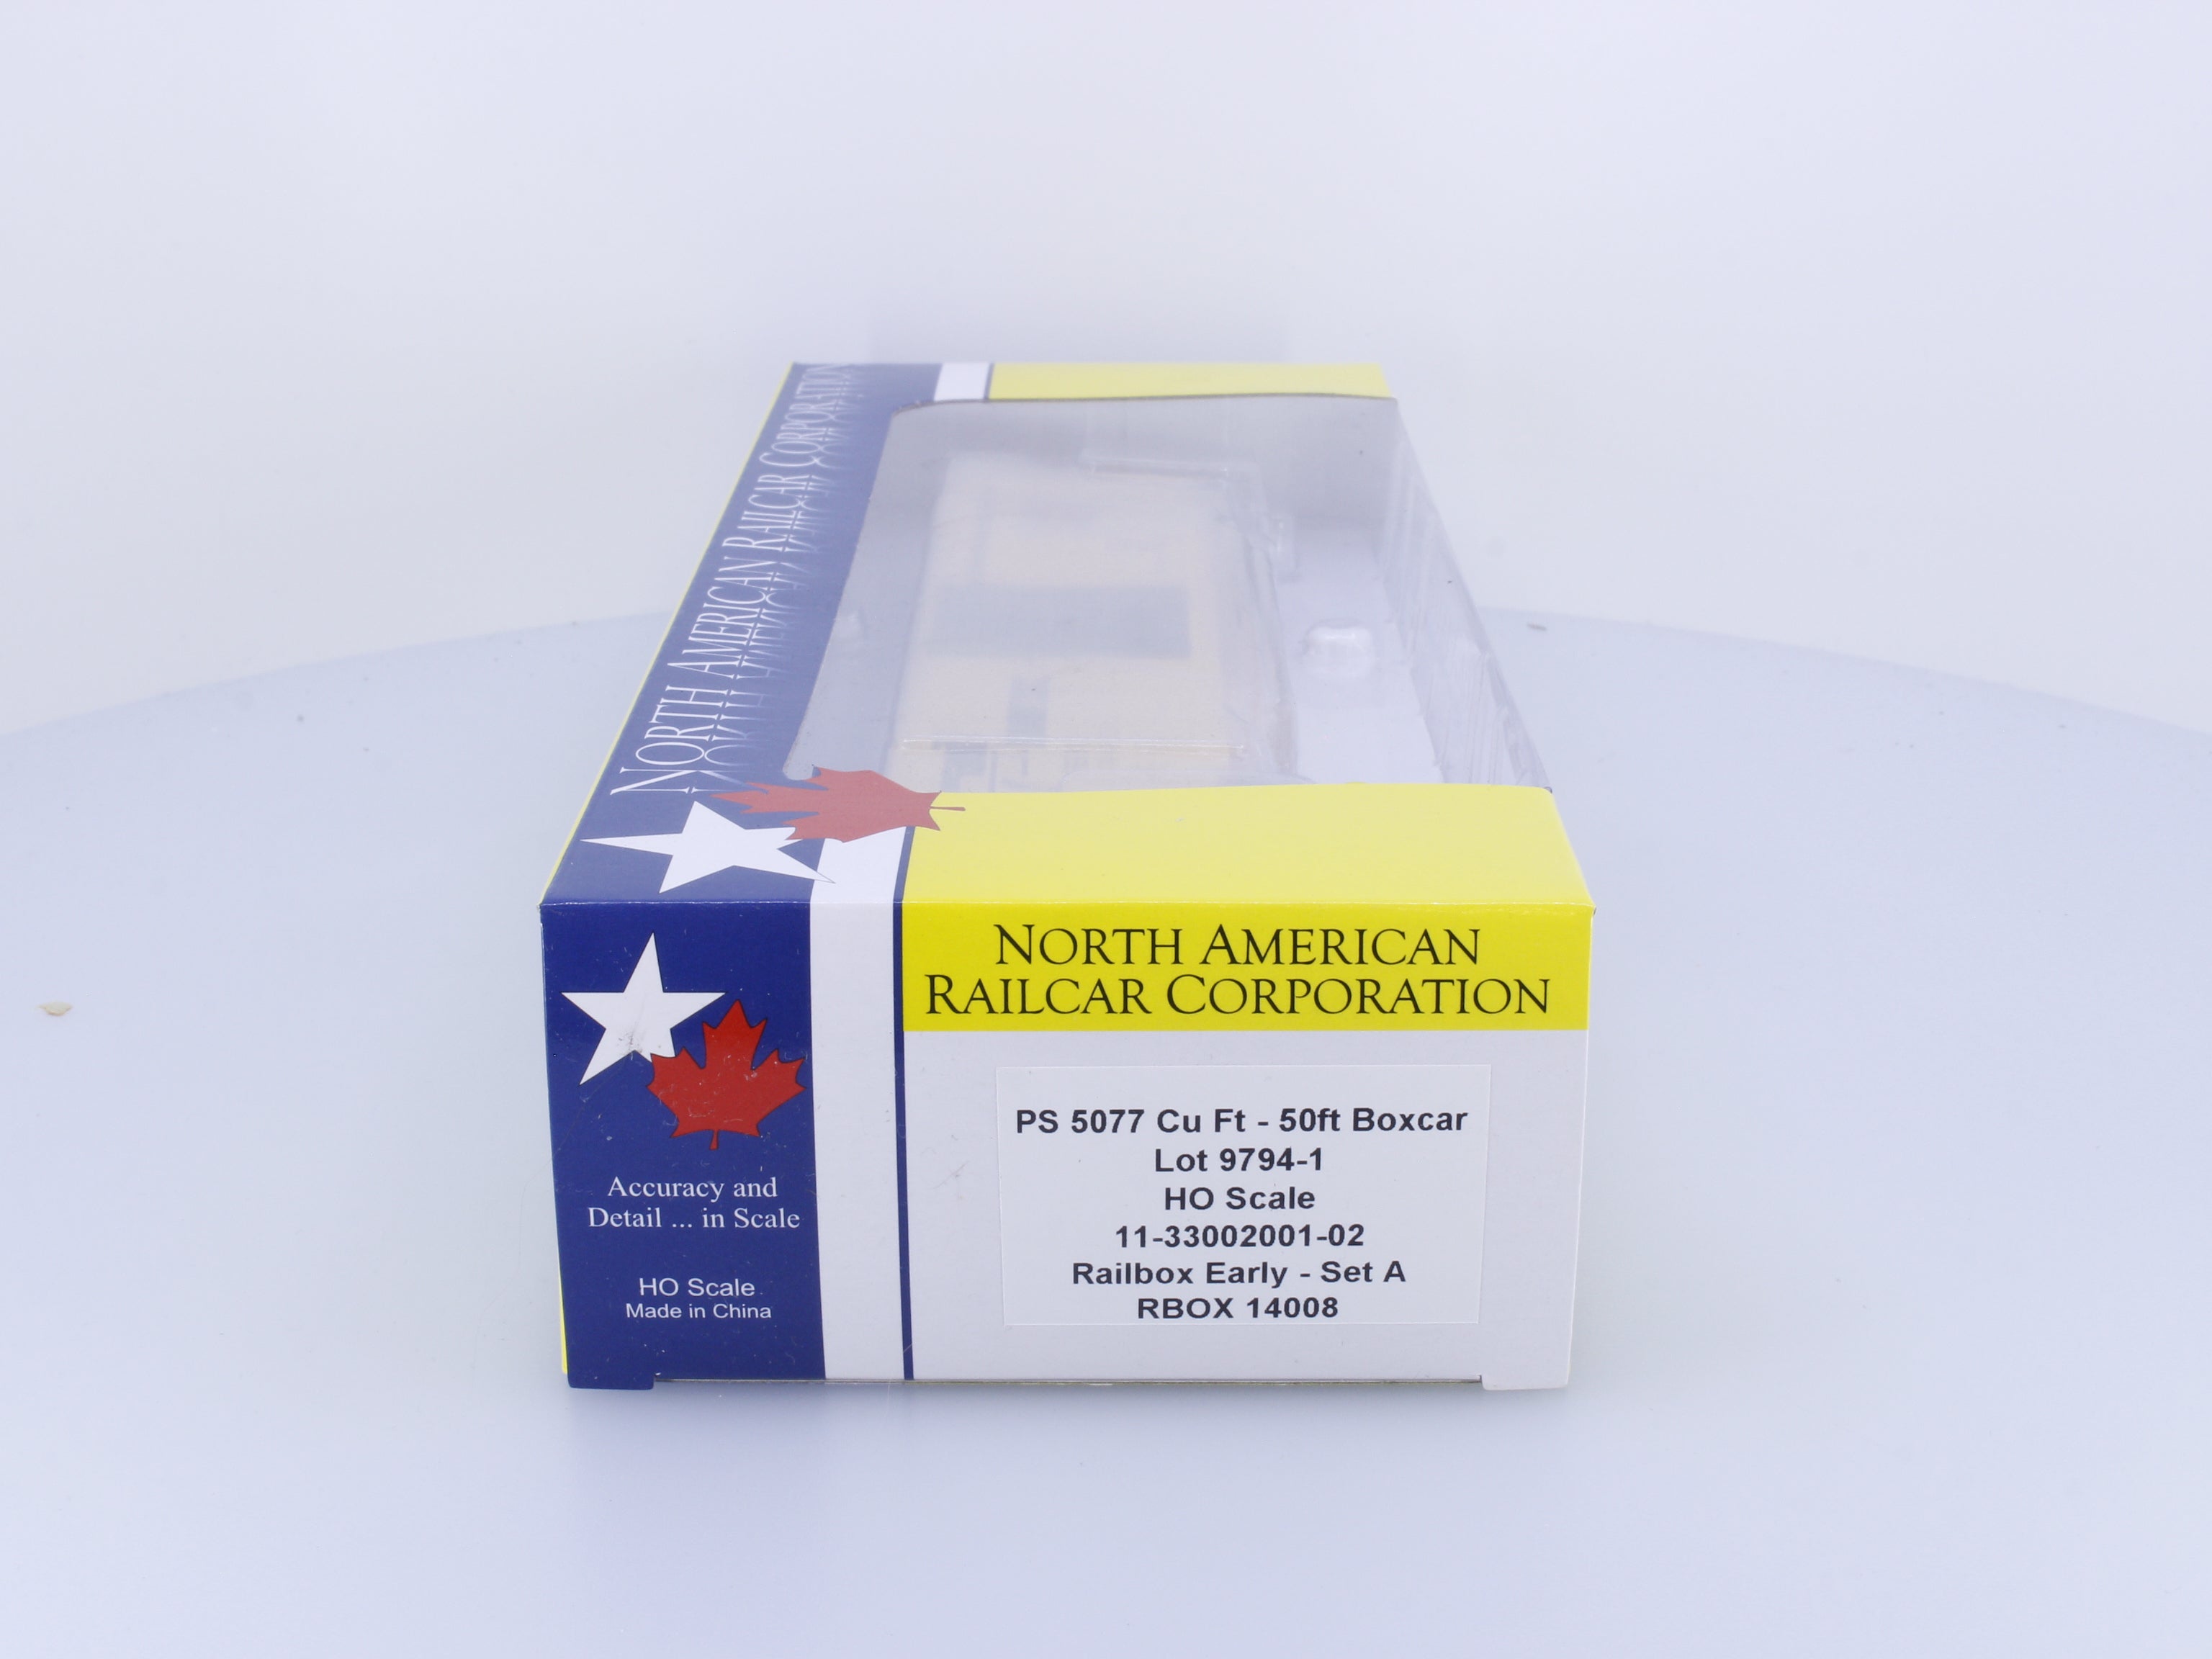 NORTH AMERICAN RAILCAR CORPORATION
NORTH AMERICAN
RAILCAR CORPORATION
Accuracy and
Detail ... in Scale
HO Scale
Made in China
PS 5077 Cu Ft - 50ft Boxcar
Lot 9794-1
HO Scale
11-33002001-02
Railbox Early - Set A
RBOX 14008